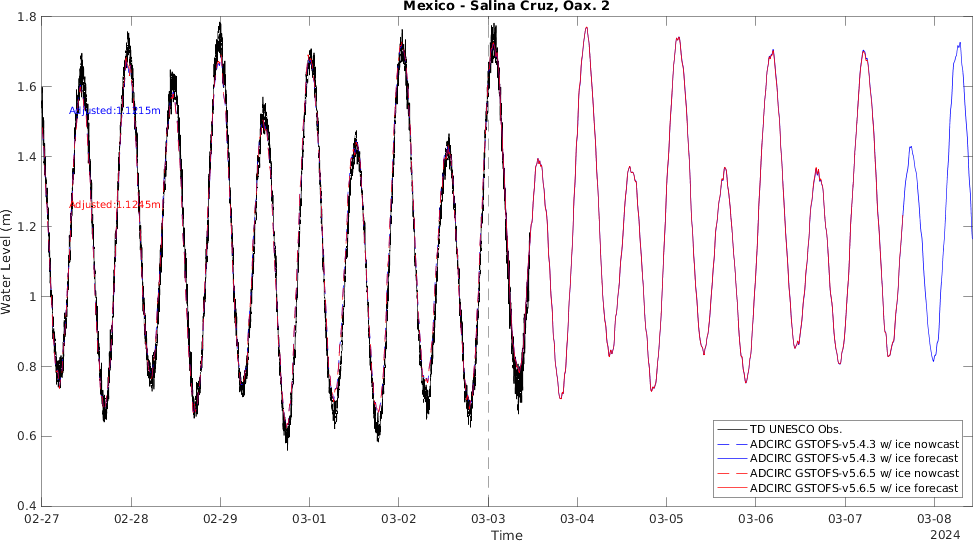 Mexico - Salina Cruz, Oax. 2
1.8
1.6
1.4
1.2
1
0.8
0.6
0.4
Water Level (m)
Adjusted:1.1215m
Adjusted:1.1245m
TD UNESCO Obs.
ADCIRC GSTOFS-v5.4.3 w/ ice nowcast
ADCIRC GSTOFS-v5.4.3 w/ ice forecast
ADCIRC GSTOFS-v5.6.5 w/ ice nowcast
ADCIRC GSTOFS-v5.6.5 w/ ice forecast
02-27 02-28 02-29 03-01 03-02 03-03 03-04 03-05 03-06 03-07 03-08
Time
2024